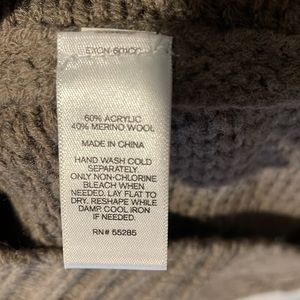 60% ACRYLIC
40% MERINO WOOL
MADE IN CHINA
HAND WASH COLD
SEPARATELY.
ONLY NON-CHLORINE
BLEACH WHEN
NEEDED. LAY FLAT TO
DRY. RESHAPE WHILE
DAMP. COOL IRON
IF NEEDED.
RN# 55285